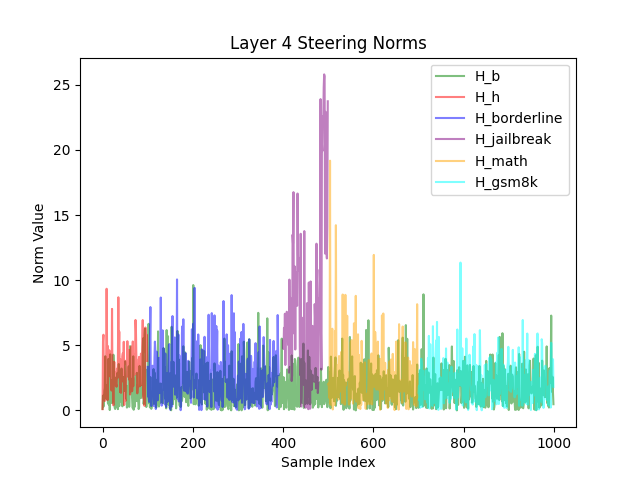 Layer 4 Steering Norms
Norm Value
25
20
15
10
5
0
0
200
400
600
800
1000
Sample Index
H_b
H_h
H_borderline
H_jailbreak
H_math
H_gsm8k